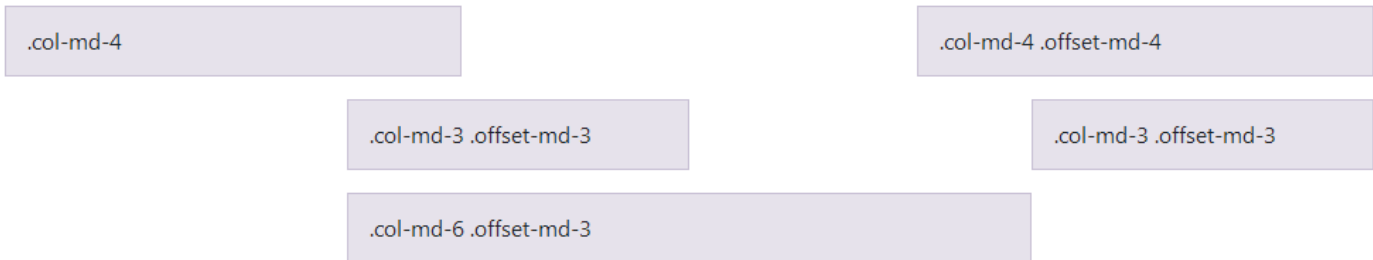 .col-md-4
.col-md-4 .offset-md-4
.col-md-3 .offset-md-3
.col-md-3 .offset-md-3
.col-md-6 .offset-md-3